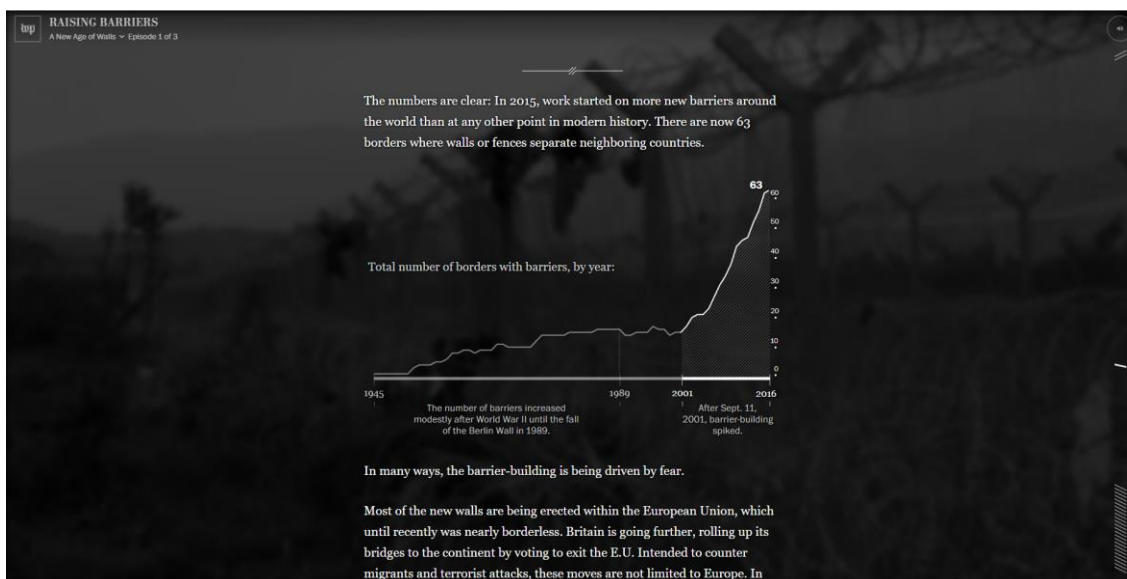 wp
RAISING BARRIERS
A New Age of Walls Episode 1 of 3
The numbers are clear: In 2015, work started on more new barriers around
the world than at any other point in modern history. There are now 63
borders where walls or fences separate neighboring countries.
63
60
50
Total number of borders with barriers, by year:
40
30
20
10
0
1945
1989
2001
2016
The number of barriers increased
modestly after World War II until the fall
of the Berlin Wall in 1989.
After Sept. 11,
2001, barrier-building
spiked.
In many ways, the barrier-building is being driven by fear.
Most of the new walls are being erected within the European Union, which
until recently was nearly borderless. Britain is going further, rolling up its
bridges to the continent by voting to exit the E.U. Intended to counter
migrants and terrorist attacks, these moves are not limited to Europe. In